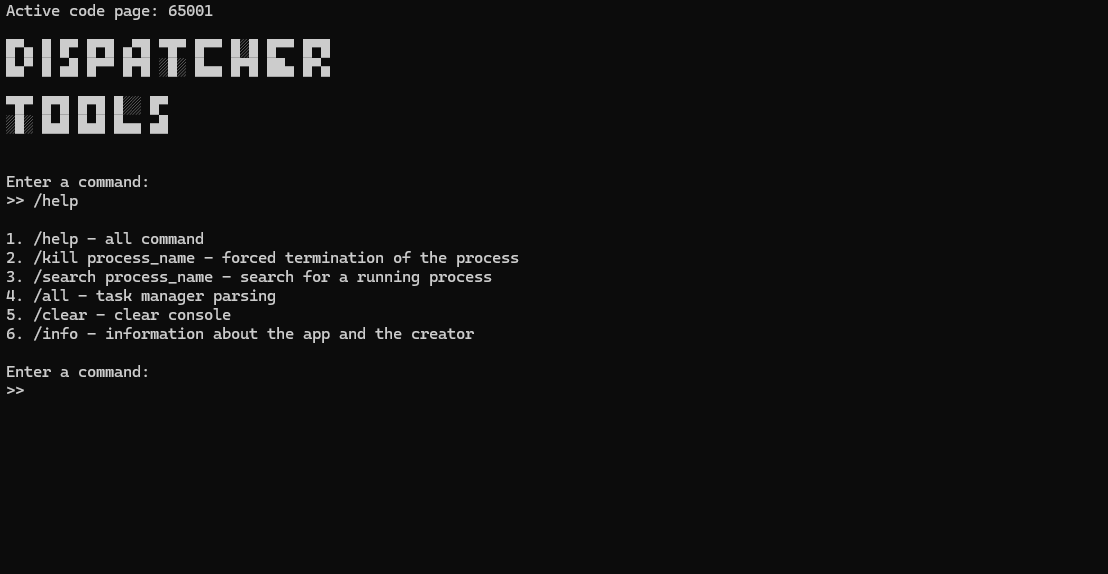 Active code page: 65001
DISPATCHER
TOOLS
Enter a command:
>> /help
1. /help - all command
2. /kill process_name - forced termination of the process
3. /search process_name - search for a running process
4. /all - task manager parsing
5. /clear - clear console
6. /info - information about the app and the creator
Enter a command:
>>